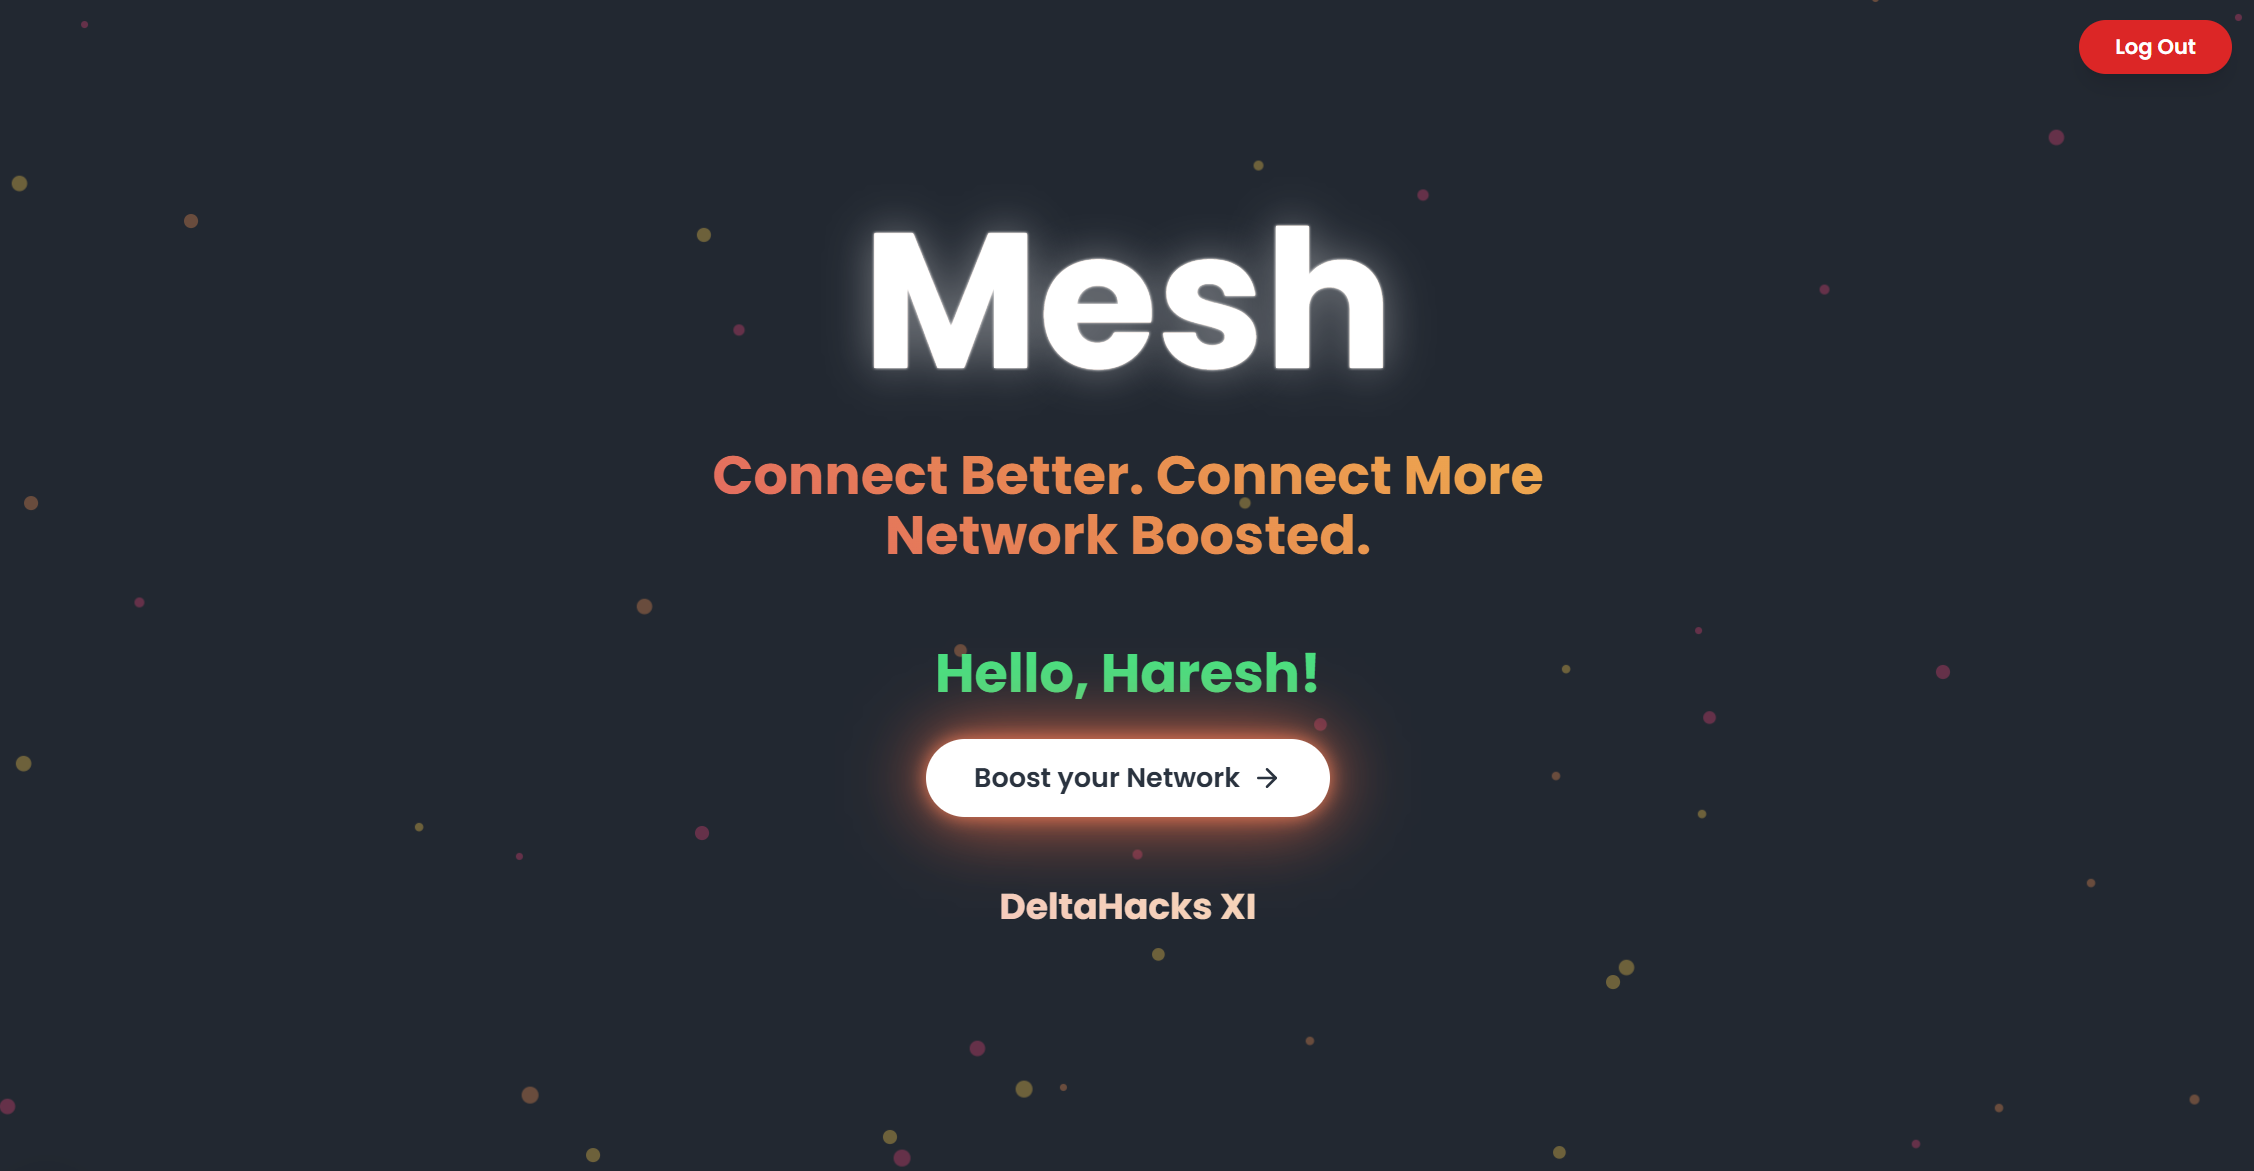 Log Out
Mesh
Connect Better. Connect More
Network Boosted.
Hello, Haresh!
Boost your Network →
DeltaHacks XI